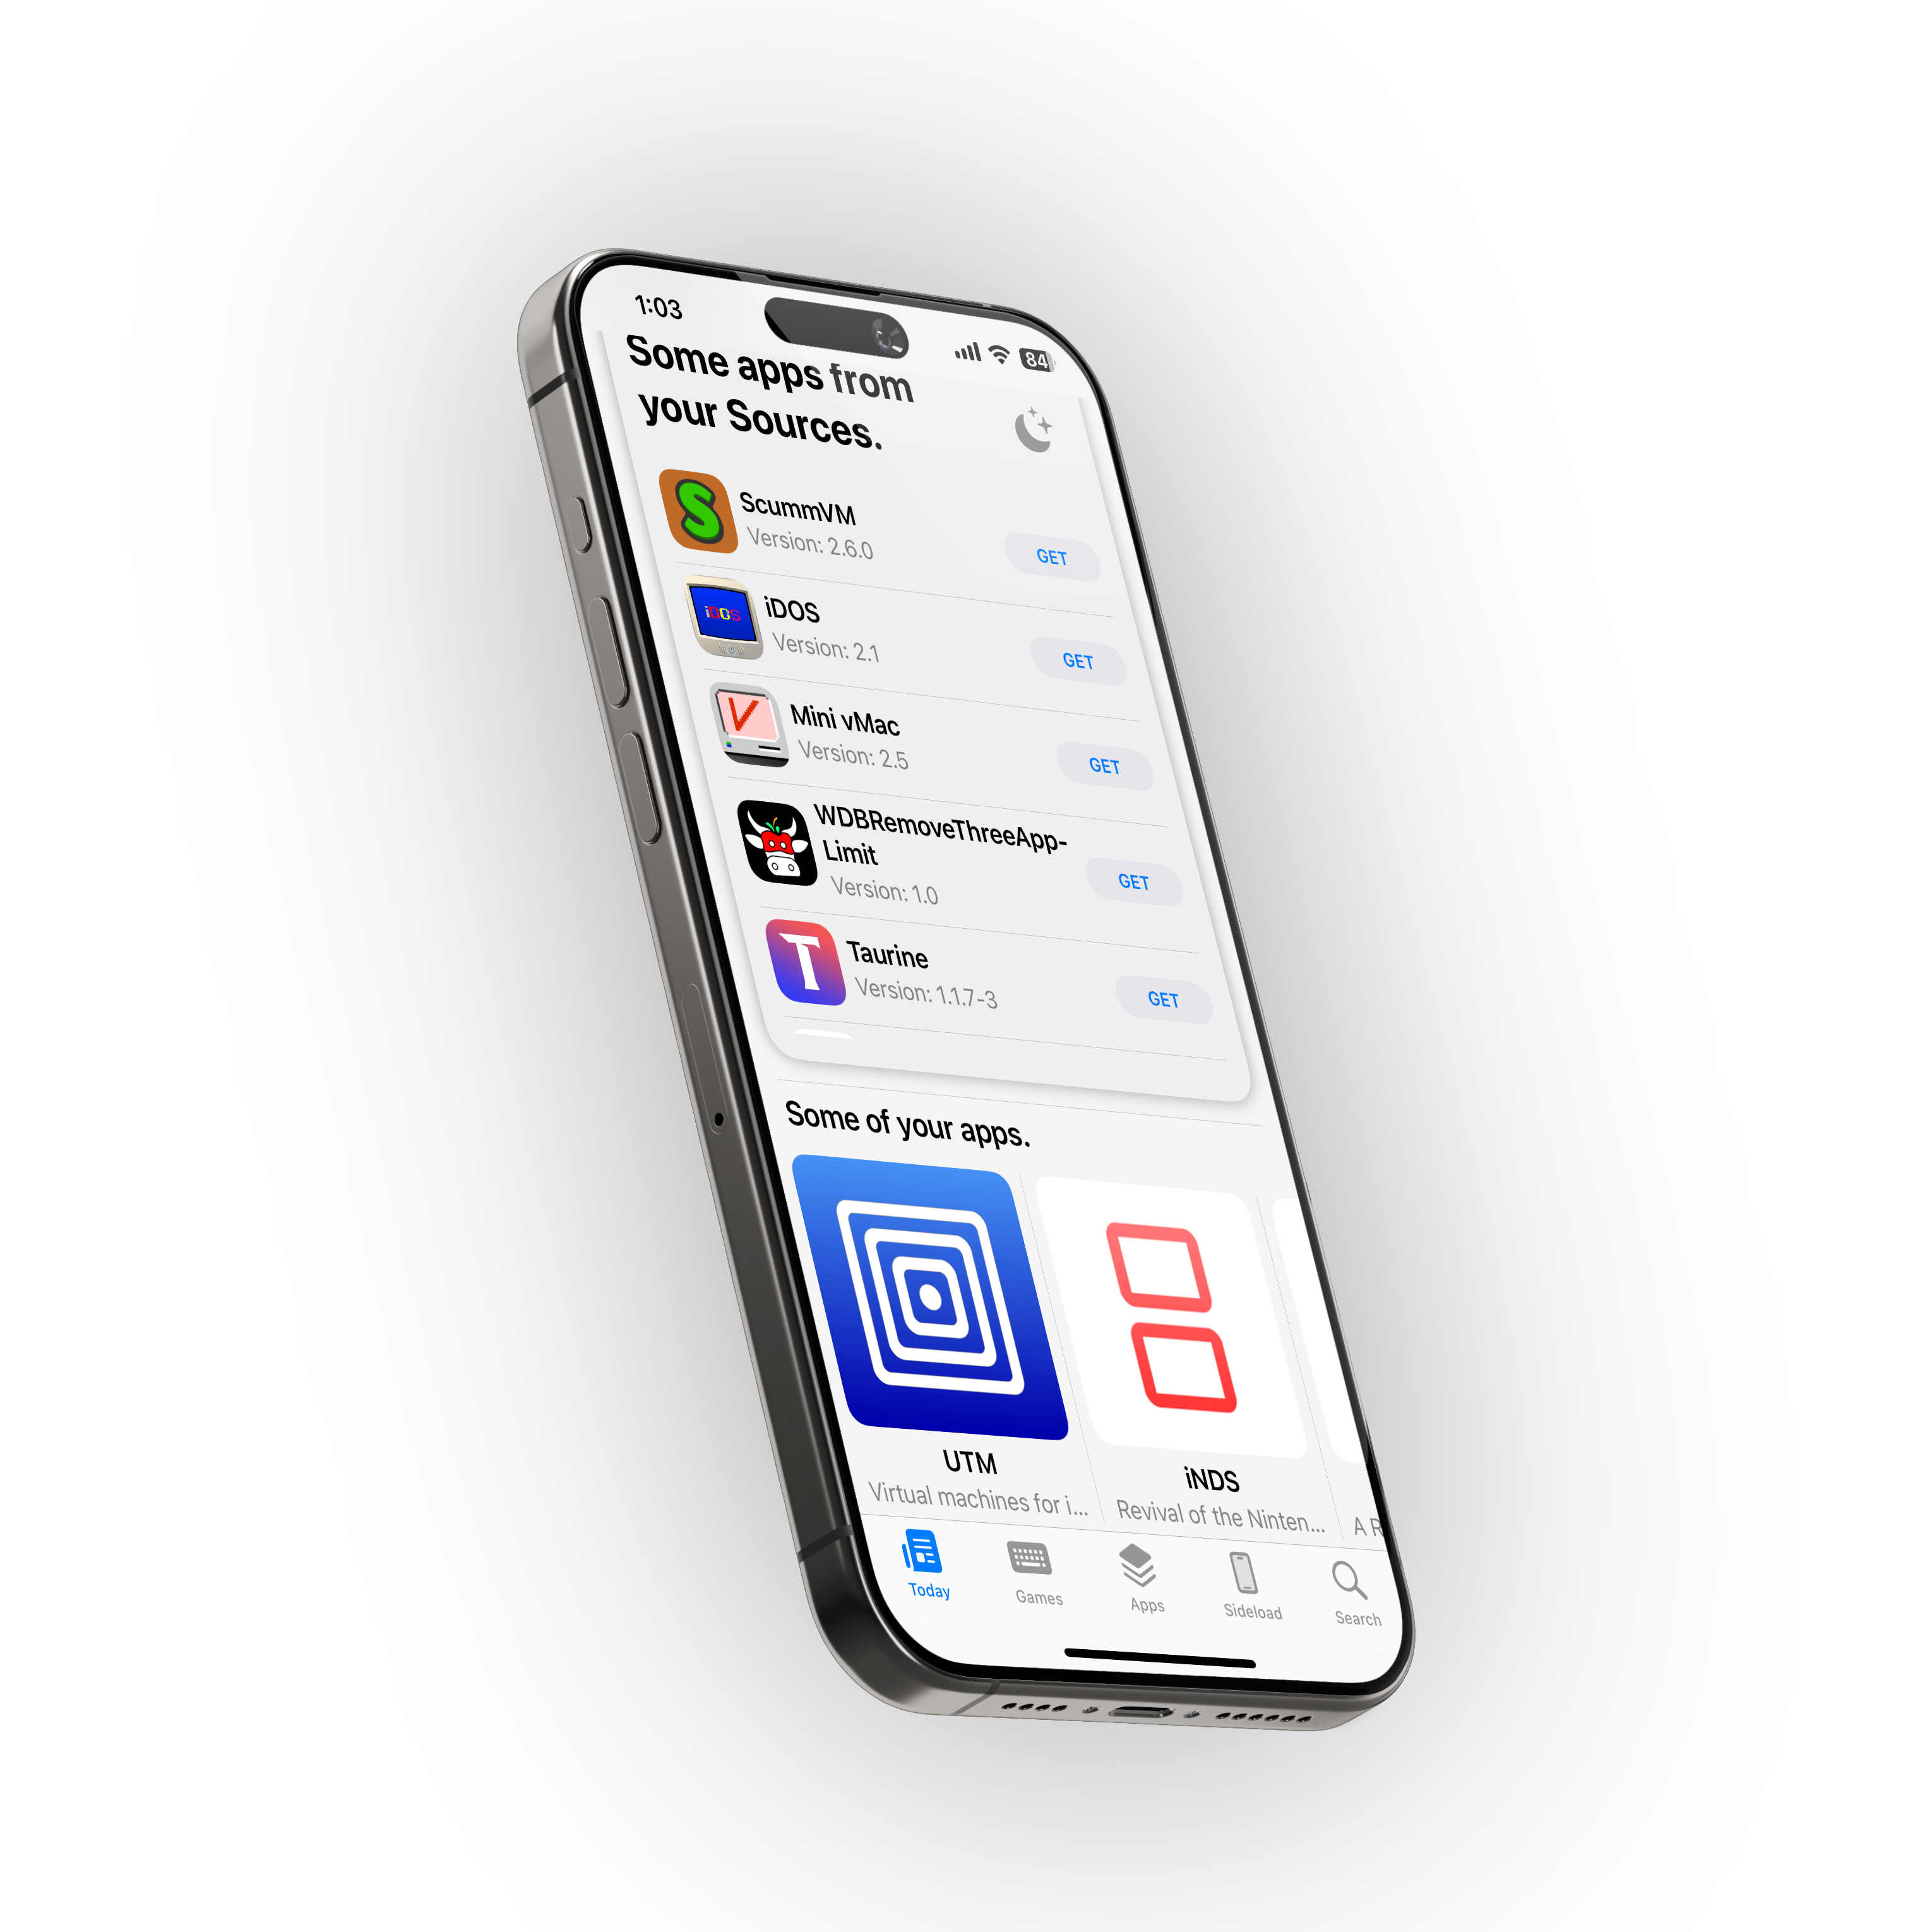 1:03
84
Some apps from
your Sources.
S
ScummVM
Version: 2.6.0
GET
iDOS
iDOS
Version: 2.1
GET
V
Mini vMac
Version: 2.5
GET
WDBRemoveThreeApp-
Limit
Version: 1.0
GET
T
Taurine
Version: 1.1.7-3
GET
Some of your apps.
UTM
Virtual machines for i...
iNDS
Revival of the Ninten...
A R
Today
Games
Apps
Sideload
Search